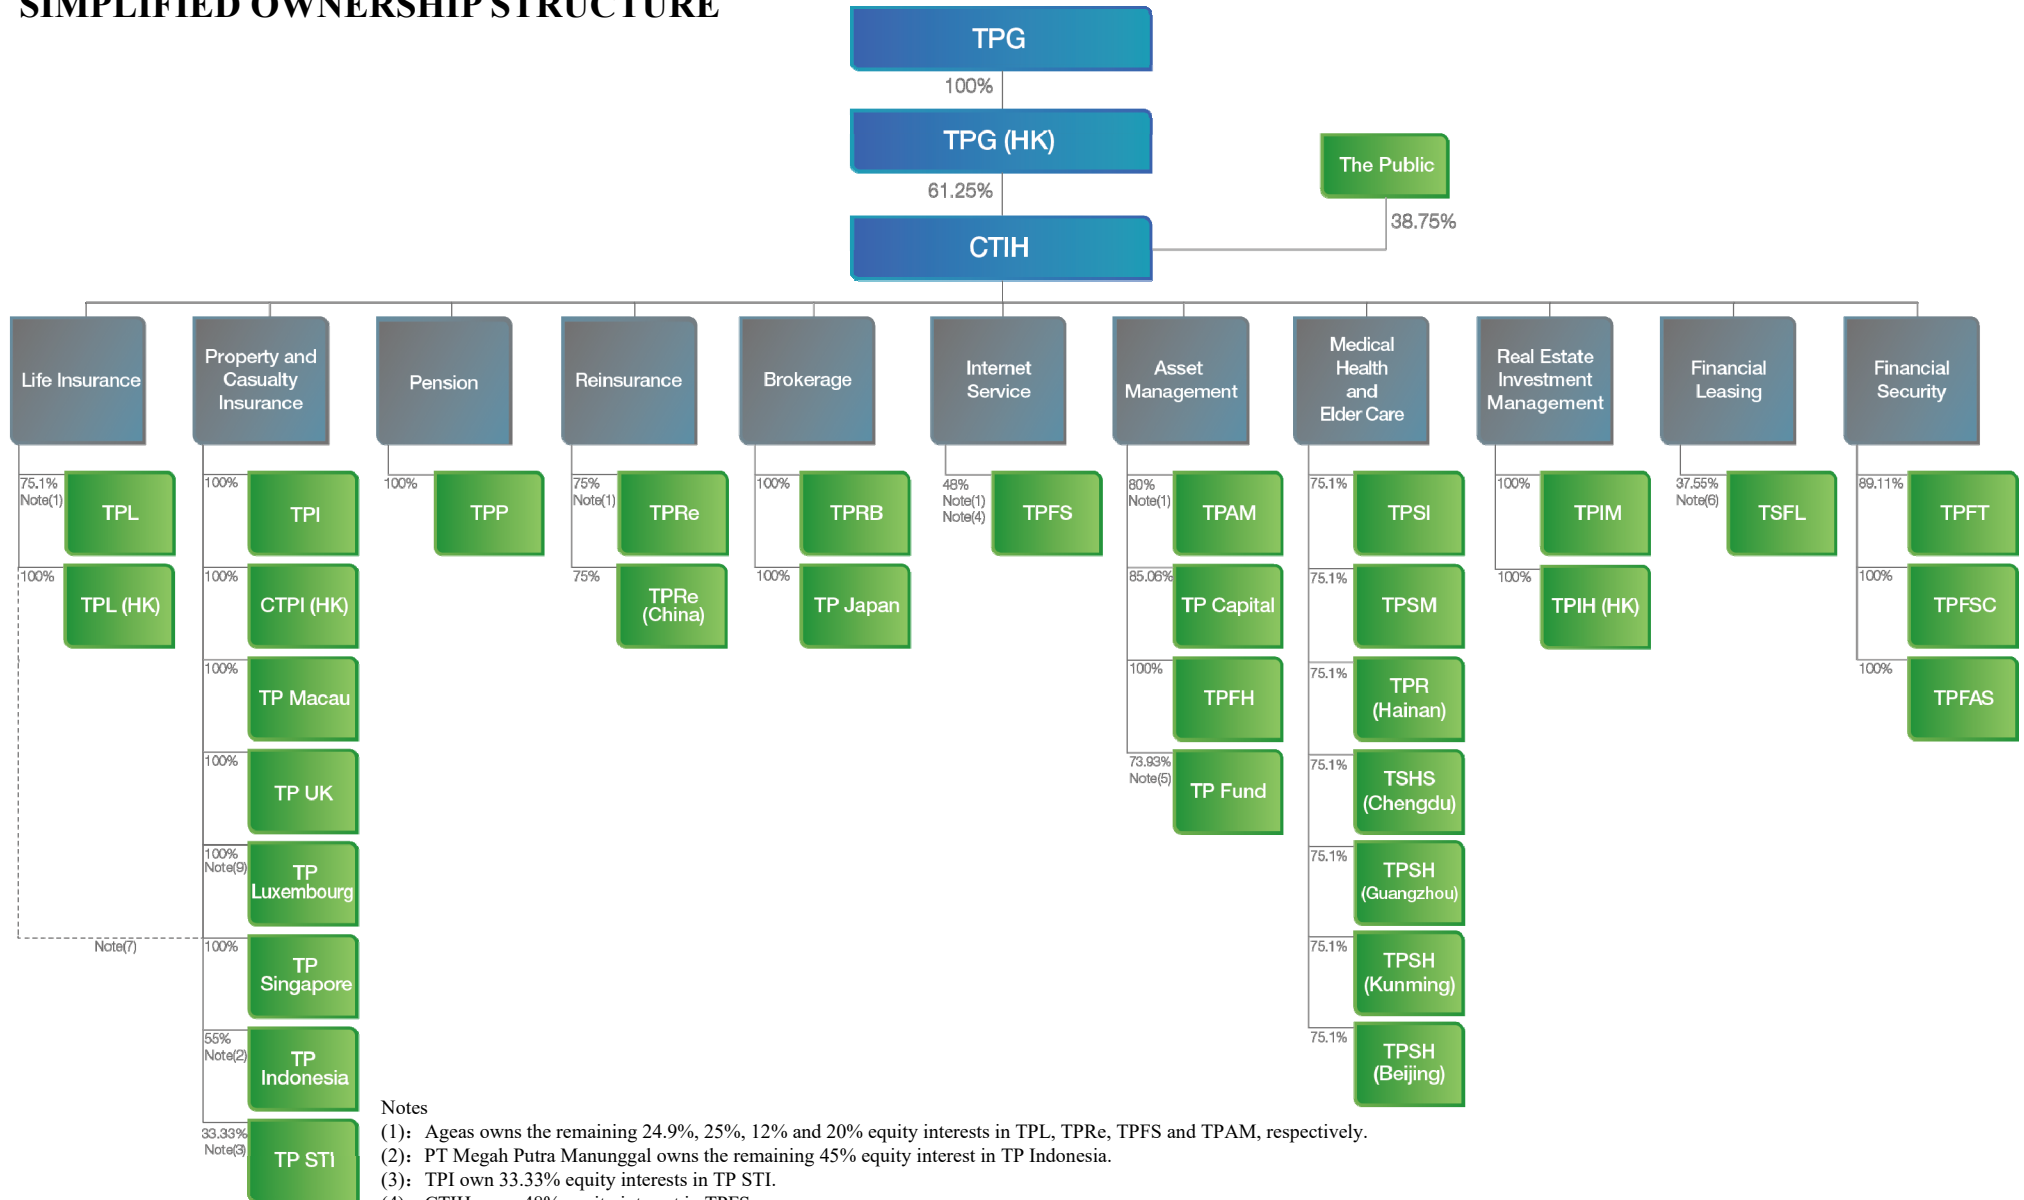 SIMPLIFIED OWNERSHIP STRUCTURE
TPG
100%
TPG (HK)
61.25%
The Public
38.75%
CTIH
Life Insurance
75.1%
Note(1)
TPL
100%
TPL (HK)
Note(7)
Property and
Casualty
Insurance
100%
TPI
100%
CTPI (HK)
100%
TP Macau
100%
TP UK
100%
Note(9)
TP
Luxembourg
100%
TP
Singapore
55%
Note(2)
TP
Indonesia
33.33%
Note(3)
TP STI
Pension
100%
TPP
Reinsurance
75%
Note(1)
TPRe
75%
TPRe
(China)
Brokerage
100%
TPRB
100%
TP Japan
Internet
Service
48%
Note(1)
Note(4)
TPFS
Asset
Management
80%
Note(1)
TPAM
85.06%
TP Capital
100%
TPFH
73.93%
Note(5)
TP Fund
Medical
Health
and
Elder Care
75.1%
TPSI
75.1%
TPSM
75.1%
TPR
(Hainan)
75.1%
TSHS
(Chengdu)
75.1%
TPSH
(Guangzhou)
75.1%
TPSH
(Kunming)
75.1%
TPSH
(Beijing)
Real Estate
Investment
Management
100%
TPIM
100%
TPIH (HK)
Financial
Leasing
37.55%
Note(6)
TSFL
Financial
Security
89.11%
TPFT
100%
TPFSC
100%
TPFAS
Notes
(1): Ageas owns the remaining 24.9%, 25%, 12% and 20% equity interests in TPL, TPRe, TPFS and TPAM, respectively.
(2): PT Megah Putra Manunggal owns the remaining 45% equity interest in TP Indonesia.
(3): TPI own 33.33% equity interests in TP STI.